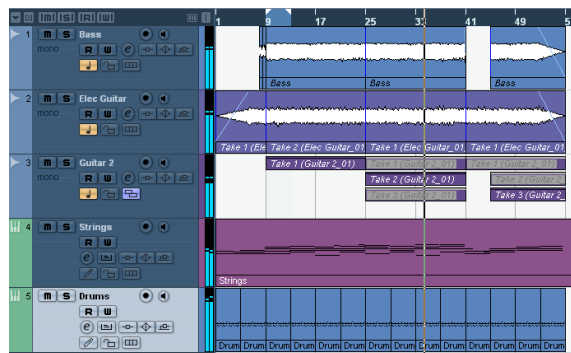 M S R W
1 9 17 25 33 41 49 5
1 M S Bass
mono R W e
Bass Bass Bass
2 M S Elec Guitar
mono R W e
Take 1 (Ele Take 2 (Elec Guitar_01 Take 1 (Elec Guitar_01 Take 1 (Elec Guitar_01
3 M S Guitar 2
Take 1 (Guitar 2_01) Take 1 (Guitar 2_01) Take 1 (Guitar 2_01)
mono R W e
Take 2 (Guitar 2_01) Take 2 (Guitar 2
Take 3 (Guitar 2_01) Take 3 (Guitar 2
4 M S Strings
R W
e
Strings
5 M S Drums
R W
e
Drum Drum Drum Drum Drum Drum Drum Drum Drum Drum Drum Drum Drum Drum